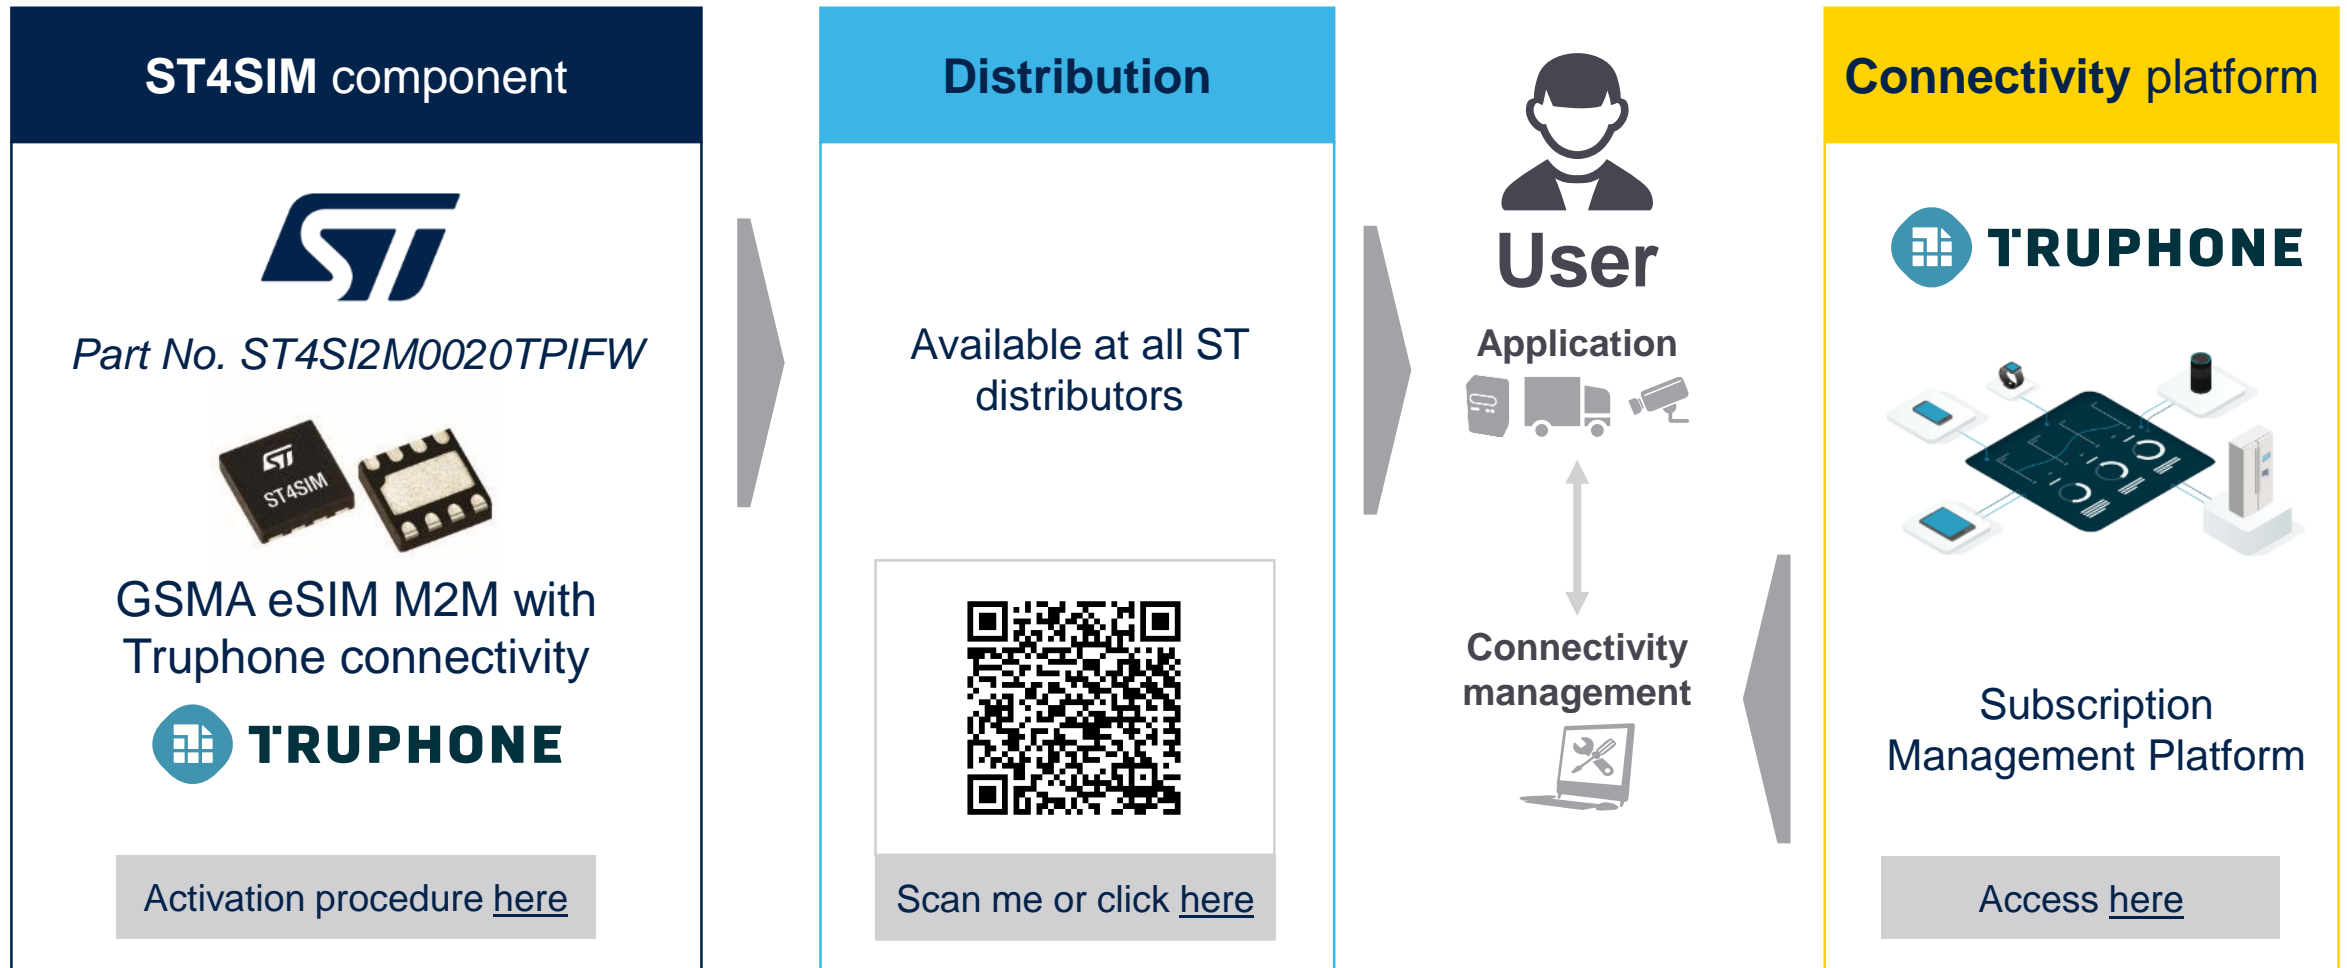 ST4SIM component
ST
Part No. ST4SI2M0020TPIFW
ST
ST4SIM
GSMA eSIM M2M with
Truphone connectivity
TRUPHONE
Activation procedure here
Distribution
Available at all ST
distributors
Scan me or click here
User
Application
Connectivity
management
Connectivity platform
TRUPHONE
Subscription
Management Platform
Access here